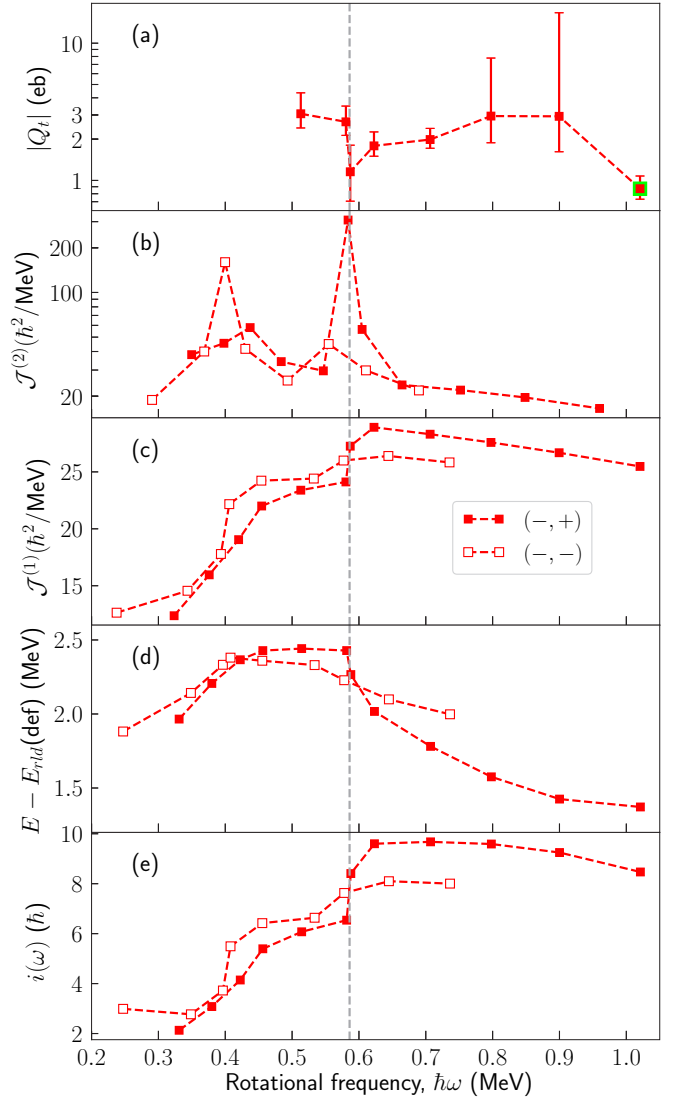 (a)
|Q_t| (eb)
10
3
2
1
(b)
𝒥^(2)(ℏ²/MeV)
200
100
20
(c)
𝒥^(1)(ℏ²/MeV)
25
20
15
(−, +)
(−, −)
(d)
E − E_rld(def) (MeV)
2.5
2.0
1.5
(e)
i(ω) (ℏ)
10
8
6
4
2
0.2 0.3 0.4 0.5 0.6 0.7 0.8 0.9 1.0
Rotational frequency, ℏω (MeV)